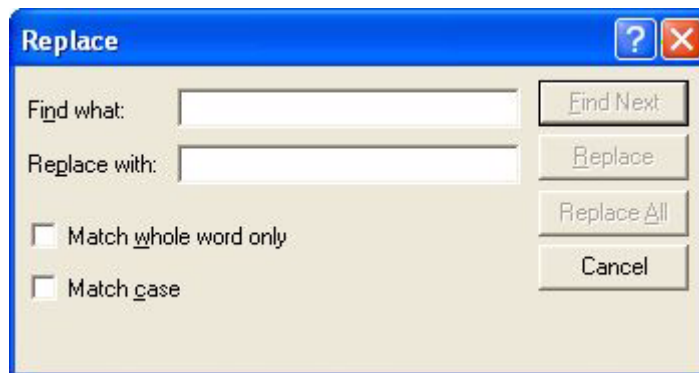 Replace
Find what:
Find Next
Replace with:
Replace
Replace All
Match whole word only
Cancel
Match case